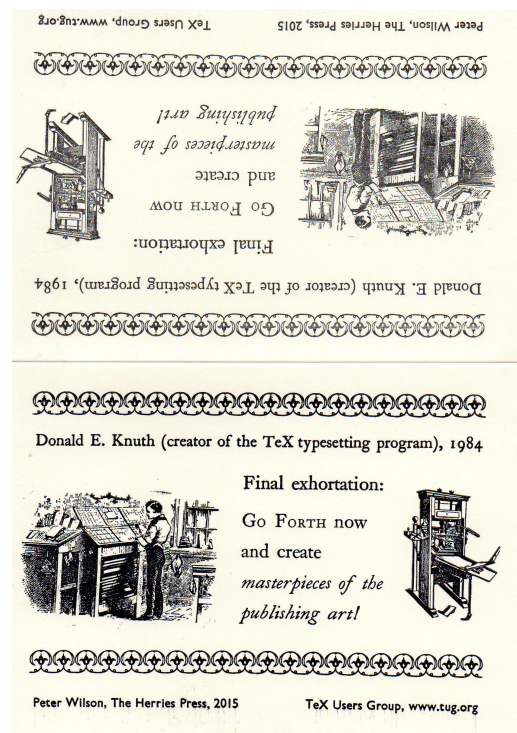 Peter Wilson, The Herries Press, 2015 TeX Users Group, www.tug.org
publishing art!
masterpieces of the
and create
Go Forth now
Final exhortation:
Donald E. Knuth (creator of the TeX typesetting program), 1984
Donald E. Knuth (creator of the TeX typesetting program), 1984
Final exhortation:
Go Forth now
and create
masterpieces of the
publishing art!
Peter Wilson, The Herries Press, 2015 TeX Users Group, www.tug.org